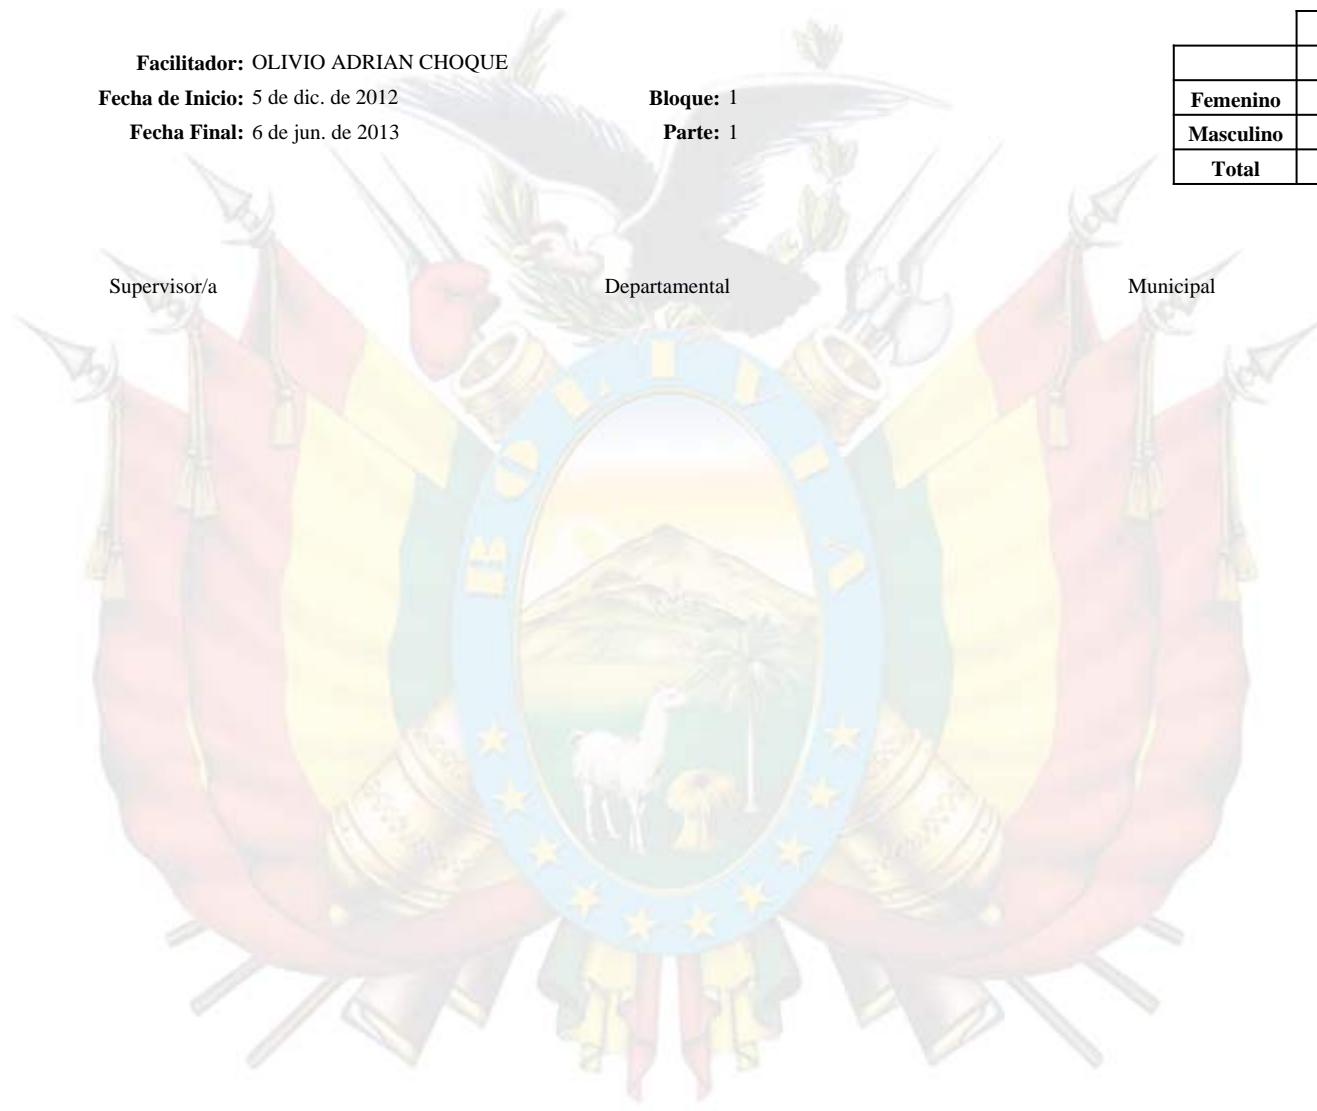 Facilitador: OLIVIO ADRIAN CHOQUE
Fecha de Inicio: 5 de dic. de 2012 Bloque: 1
Fecha Final: 6 de jun. de 2013 Parte: 1
Femenino
Masculino
Total
Supervisor/a Departamental Municipal
BOLIVIA